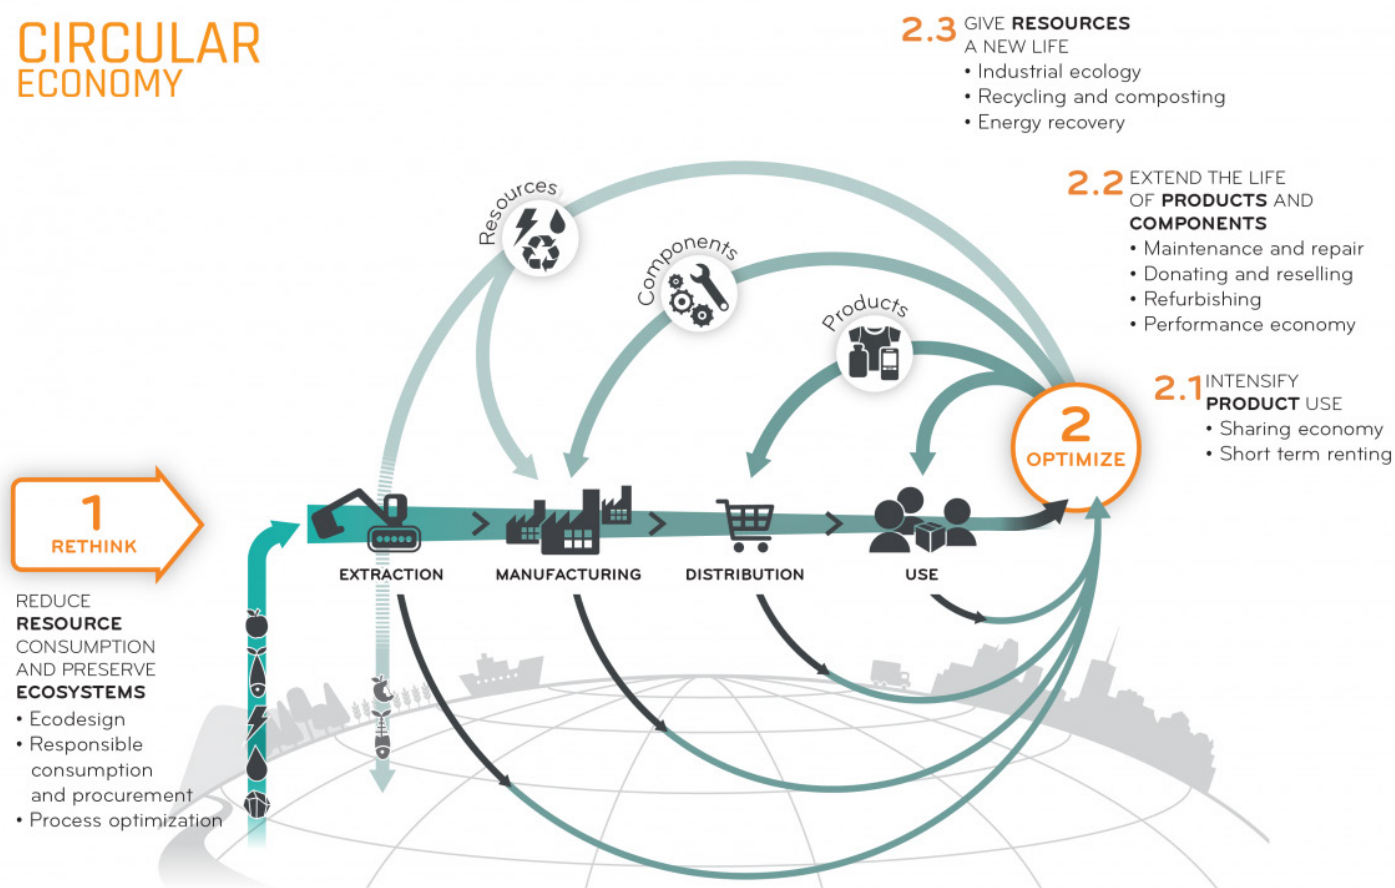 CIRCULAR
ECONOMY
2.3 GIVE RESOURCES
A NEW LIFE
• Industrial ecology
• Recycling and composting
• Energy recovery
2.2 EXTEND THE LIFE
OF PRODUCTS AND
COMPONENTS
• Maintenance and repair
• Donating and reselling
• Refurbishing
• Performance economy
2.1 INTENSIFY
PRODUCT USE
• Sharing economy
• Short term renting
Resources
Components
Products
2
OPTIMIZE
1
RETHINK
EXTRACTION
MANUFACTURING
DISTRIBUTION
USE
REDUCE
RESOURCE
CONSUMPTION
AND PRESERVE
ECOSYSTEMS
• Ecodesign
• Responsible
consumption
and procurement
• Process optimization